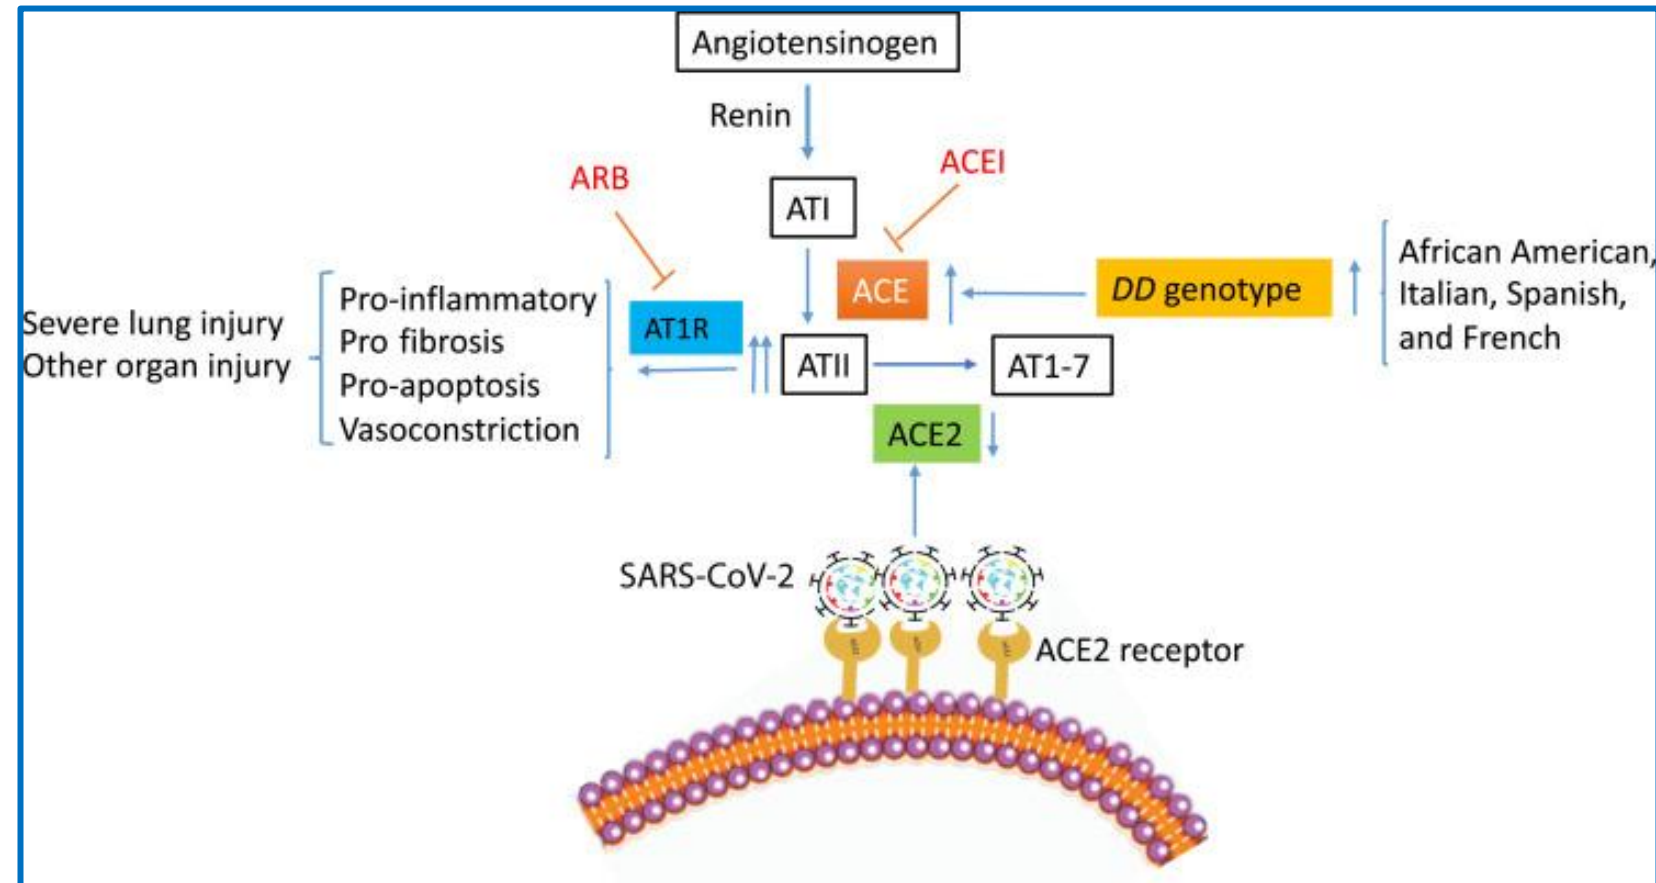 Angiotensinogen
Renin
ACEI
ARB
ATI
African American,
Italian, Spanish,
and French
DD genotype
ACE
Pro-inflammatory
Pro fibrosis
Pro-apoptosis
Vasoconstriction
Severe lung injury
Other organ injury
AT1R
ATII
AT1-7
ACE2
SARS-CoV-2
ACE2 receptor